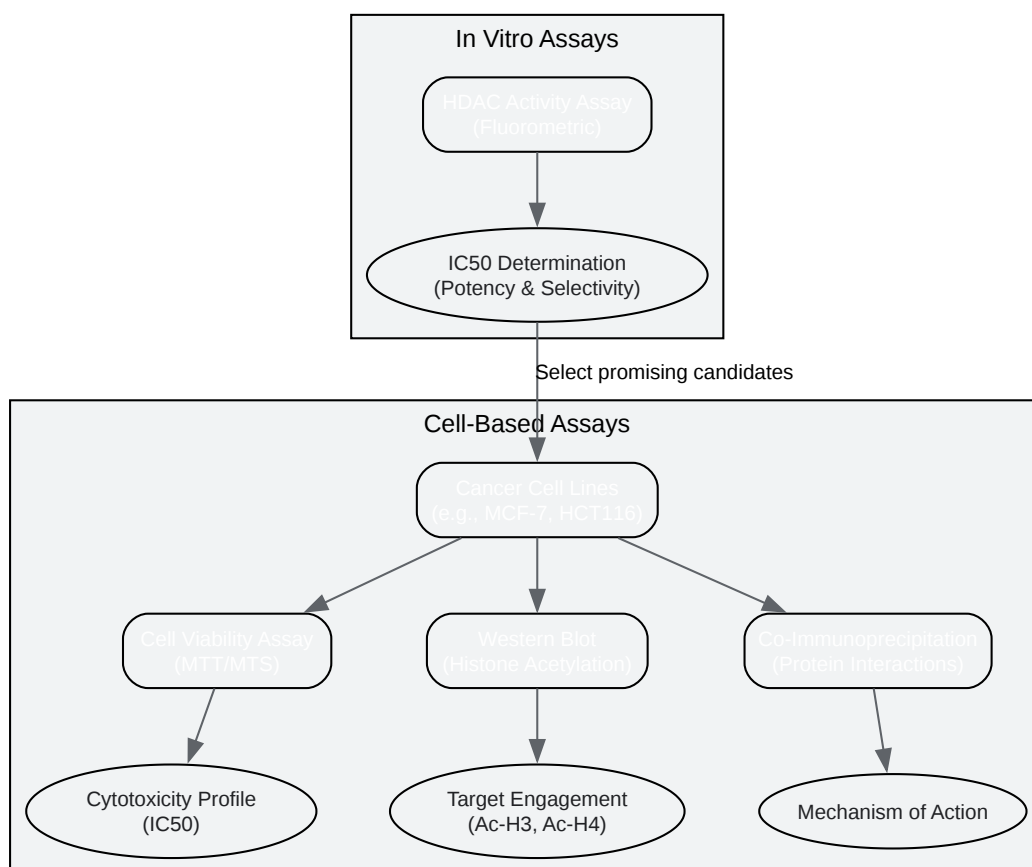 In Vitro Assays
HDAC Activity Assay
(Fluorometric)
IC50 Determination
(Potency & Selectivity)
Select promising candidates
Cell-Based Assays
Cancer Cell Lines
(e.g., MCF-7, HCT116)
Cell Viability Assay
(MTT/MTS)
Western Blot
(Histone Acetylation)
Co-Immunoprecipitation
(Protein Interactions)
Cytotoxicity Profile
(IC50)
Target Engagement
(Ac-H3, Ac-H4)
Mechanism of Action